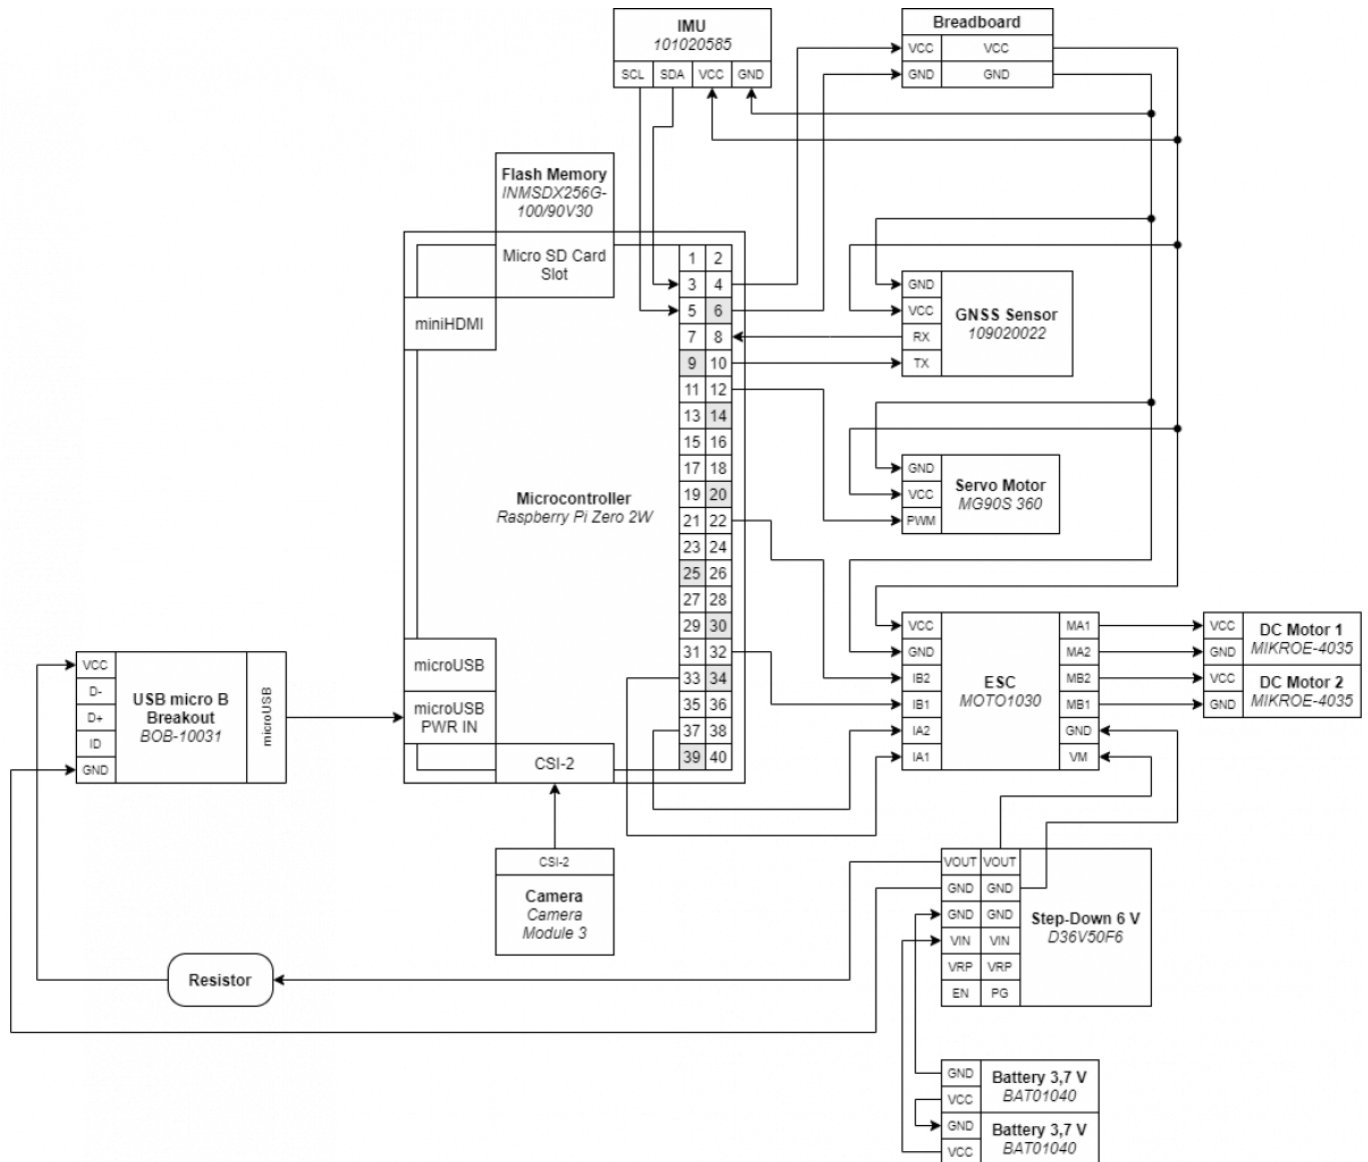 IMU
101020585
SCL SDA VCC GND
Breadboard
VCC VCC
GND GND
Flash Memory
INMSDX256G-
100/90V30
Micro SD Card
Slot
miniHDMI
Microcontroller
Raspberry Pi Zero 2W
microUSB
microUSB
PWR IN
CSI-2
1 2
3 4
5 6
7 8
9 10
11 12
13 14
15 16
17 18
19 20
21 22
23 24
25 26
27 28
29 30
31 32
33 34
35 36
37 38
39 40
GND
VCC
RX
TX
GNSS Sensor
109020022
GND
VCC
PWM
Servo Motor
MG90S 360
VCC
GND
IB2
IB1
IA2
IA1
ESC
MOTO1030
MA1
MA2
MB2
MB1
GND
VM
VCC
GND
DC Motor 1
MIKROE-4035
VCC
GND
DC Motor 2
MIKROE-4035
VCC
D-
D+
ID
GND
USB micro B
Breakout
BOB-10031
microUSB
CSI-2
Camera
Camera
Module 3
Resistor
VOUT VOUT
GND GND
GND GND
VIN VIN
VRP VRP
EN PG
Step-Down 6 V
D36V50F6
GND
VCC
Battery 3,7 V
BAT01040
GND
VCC
Battery 3,7 V
BAT01040